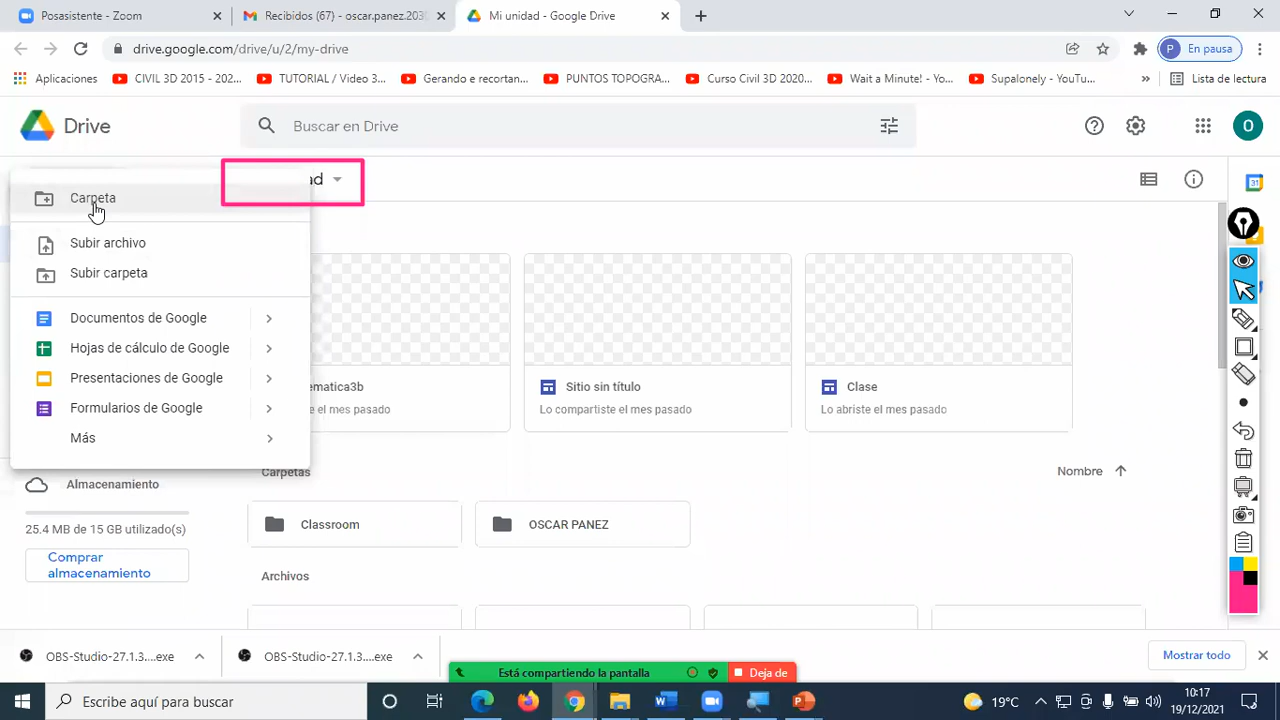 Posasistente - Zoom
Recibidos (67) - oscar.panez.203
Mi unidad - Google Drive
drive.google.com/drive/u/2/my-drive
P
En pausa
Aplicaciones
CIVIL 3D 2015 - 202...
TUTORIAL / Video 3...
Gerando e recortan...
PUNTOS TOPOGRA...
Curso Civil 3D 2020...
Wait a Minute! - Yo...
Supalonely - YouTu...
»
Lista de lectura
Drive
Buscar en Drive
O
ad
Carpeta
Subir archivo
Subir carpeta
Documentos de Google
Hojas de cálculo de Google
Presentaciones de Google
Formularios de Google
Más
ematica3b
te el mes pasado
Sitio sin título
Lo compartiste el mes pasado
Clase
Lo abriste el mes pasado
Almacenamiento
25.4 MB de 15 GB utilizado(s)
Comprar
almacenamiento
Carpetas
Nombre
Classroom
OSCAR PANEZ
Archivos
31
OBS-Studio-27.1.3....exe
OBS-Studio-27.1.3....exe
Mostrar todo
Está compartiendo la pantalla
Deja de
Escribe aquí para buscar
19°C
10:17
19/12/2021